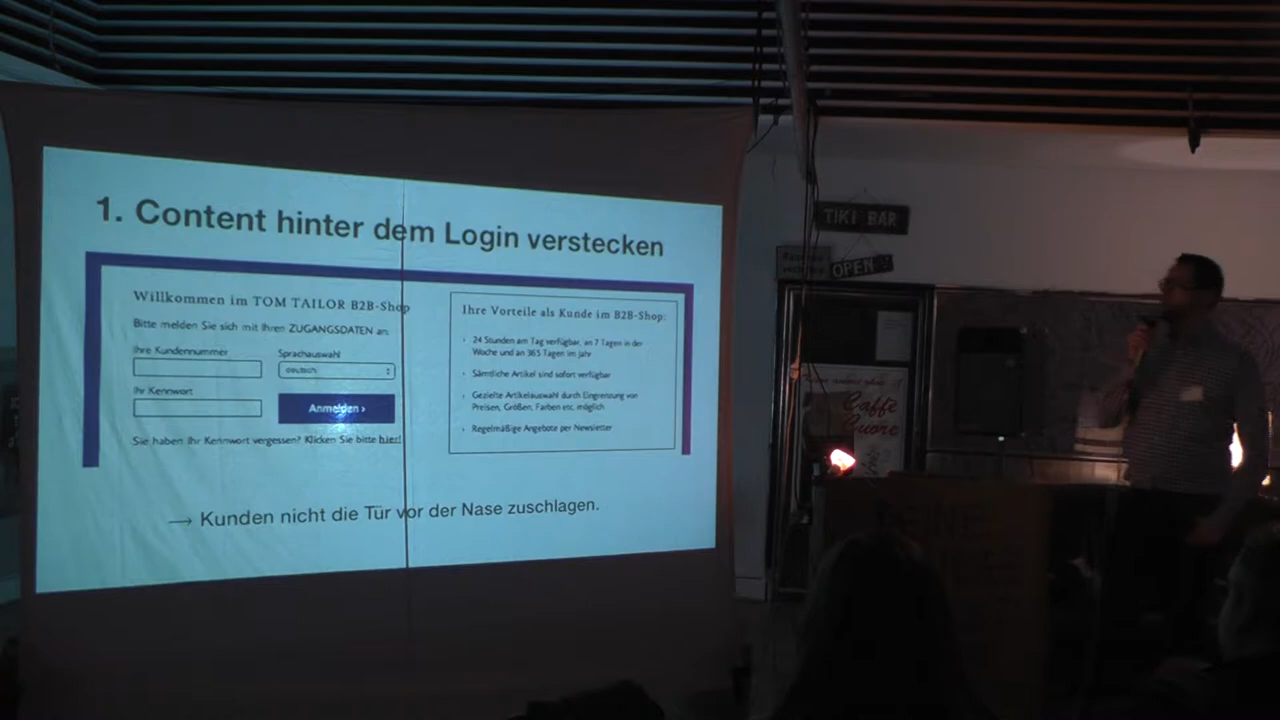 1. Content hinter dem Login verstecken
Willkommen im TOM TAILOR B2B-Shop
Bitte melden Sie sich mit Ihren ZUGANGSDATEN an:
Ihre Kundennummer
Sprachauswahl
deutsch
Ihr Kennwort
Anmelden ›
Sie haben Ihr Kennwort vergessen? Klicken Sie bitte hier!
Ihre Vorteile als Kunde im B2B-Shop:
24 Stunden am Tag verfügbar, an 7 Tagen in der
Woche und an 365 Tagen im Jahr
Sämtliche Artikel sind sofort verfügbar
Gezielte Artikelauswahl durch Eingrenzung von
Preisen, Größen, Farben etc. möglich
Regelmäßige Angebote per Newsletter
→ Kunden nicht die Tür vor der Nase zuschlagen.
TIKI BAR
OPEN
Caffè
Cuore